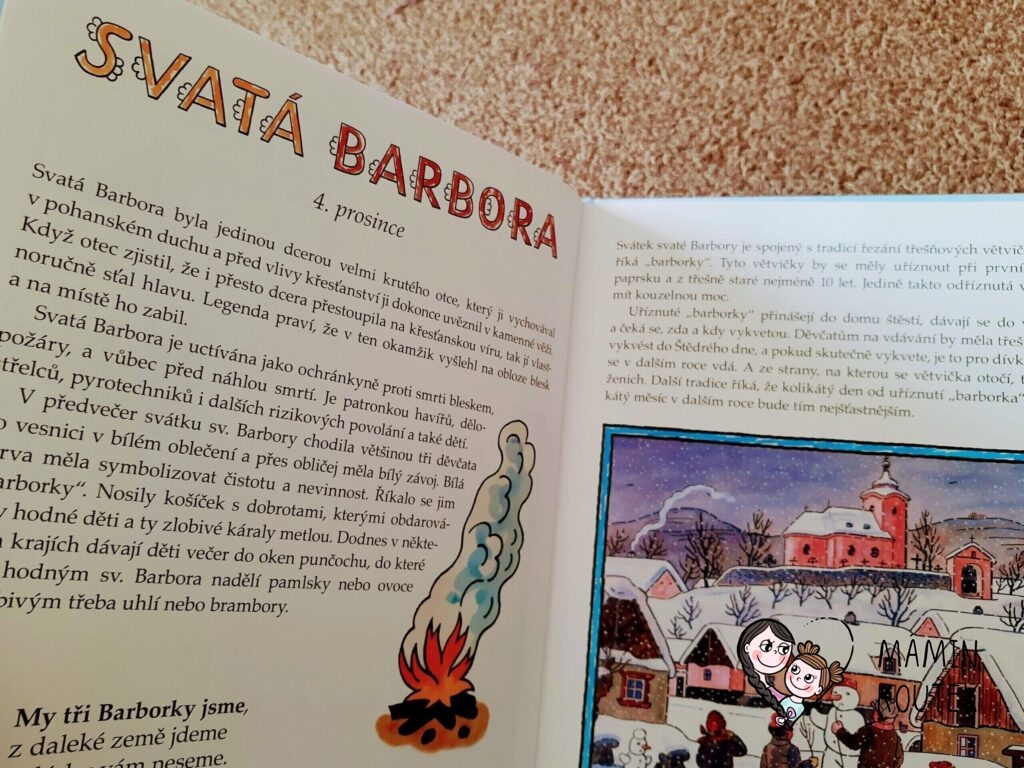 SVATÁ BARBORA
4. prosince
Svatá Barbora byla jedinou dcerou velmi krutého otce, který ji vychovával
v pohanském duchu a před vlivy křesťanství ji dokonce uvěznil v kamenné věži.
Když otec zjistil, že i přesto dcera přestoupila na křesťanskou víru, tak jí vlast-
noručně sťal hlavu. Legenda praví, že v ten okamžik vyšlehl na obloze blesk
a na místě ho zabil.
Svatá Barbora je uctívána jako ochránkyně proti smrti bleskem,
požáry, a vůbec před náhlou smrtí. Je patronkou havířů, dělo-
střelců, pyrotechniků i dalších rizikových povolání a také dětí.
V předvečer svátku sv. Barbory chodila většinou tři děvčata
vesnici v bílém oblečení a přes obličej měla bílý závoj. Bílá
rva měla symbolizovat čistotu a nevinnost. Říkalo se jim
arborky“. Nosily košíček s dobrotami, kterými obdarová-
y hodné děti a ty zlobivé káraly metlou. Dodnes v někte-
krajích dávají děti večer do oken punčochu, do které
hodným sv. Barbora nadělí pamlsky nebo ovoce
bivým třeba uhlí nebo brambory.
My tři Barborky jsme,
z daleké země jdeme
vám neseme.
Svátek svaté Barbory je spojený s tradicí řezání třešňových větvič
říká „barborky“. Tyto větvičky by se měly uříznout při první
paprsku a z třešně staré nejméně 10 let. Jedině takto odříznutá v
mít kouzelnou moc.
Uříznuté „barborky“ přinášejí do domu štěstí, dávají se do v
a čeká se, zda a kdy vykvetou. Děvčatům na vdávání by měla třeš
vykvést do Štědrého dne, a pokud skutečně vykvete, je to pro dívk
se v dalším roce vdá. A ze strany, na kterou se větvička otočí, t
ženich. Další tradice říká, že kolikátý den od uříznutí „barborka“
kátý měsíc v dalším roce bude tím nejšťastnějším.
MAMIN
KOUTEK